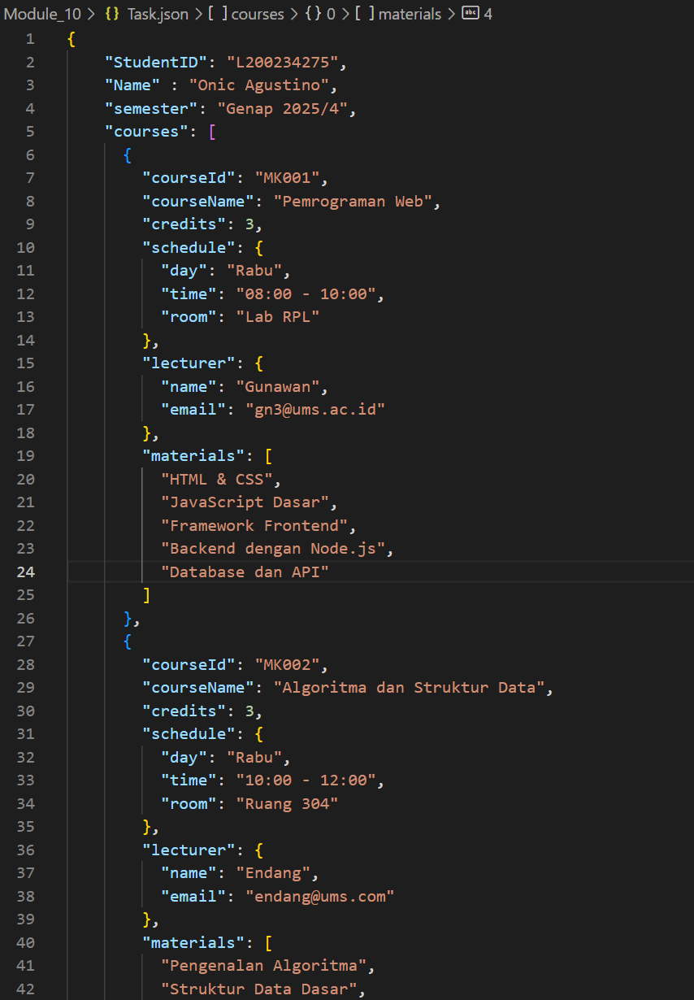 Module_10 > {} Task.json > [ ] courses > {} 0 > [ ] materials > abc 4
1 {
2 "StudentID": "L200234275",
3 "Name" : "Onic Agustino",
4 "semester": "Genap 2025/4",
5 "courses": [
6 {
7 "courseId": "MK001",
8 "courseName": "Pemrograman Web",
9 "credits": 3,
10 "schedule": {
11 "day": "Rabu",
12 "time": "08:00 - 10:00",
13 "room": "Lab RPL"
14 },
15 "lecturer": {
16 "name": "Gunawan",
17 "email": "gn3@ums.ac.id"
18 },
19 "materials": [
20 "HTML & CSS",
21 "JavaScript Dasar",
22 "Framework Frontend",
23 "Backend dengan Node.js",
24 "Database dan API"
25 ]
26 },
27 {
28 "courseId": "MK002",
29 "courseName": "Algoritma dan Struktur Data",
30 "credits": 3,
31 "schedule": {
32 "day": "Rabu",
33 "time": "10:00 - 12:00",
34 "room": "Ruang 304"
35 },
36 "lecturer": {
37 "name": "Endang",
38 "email": "endang@ums.com"
39 },
40 "materials": [
41 "Pengenalan Algoritma",
42 "Struktur Data Dasar",